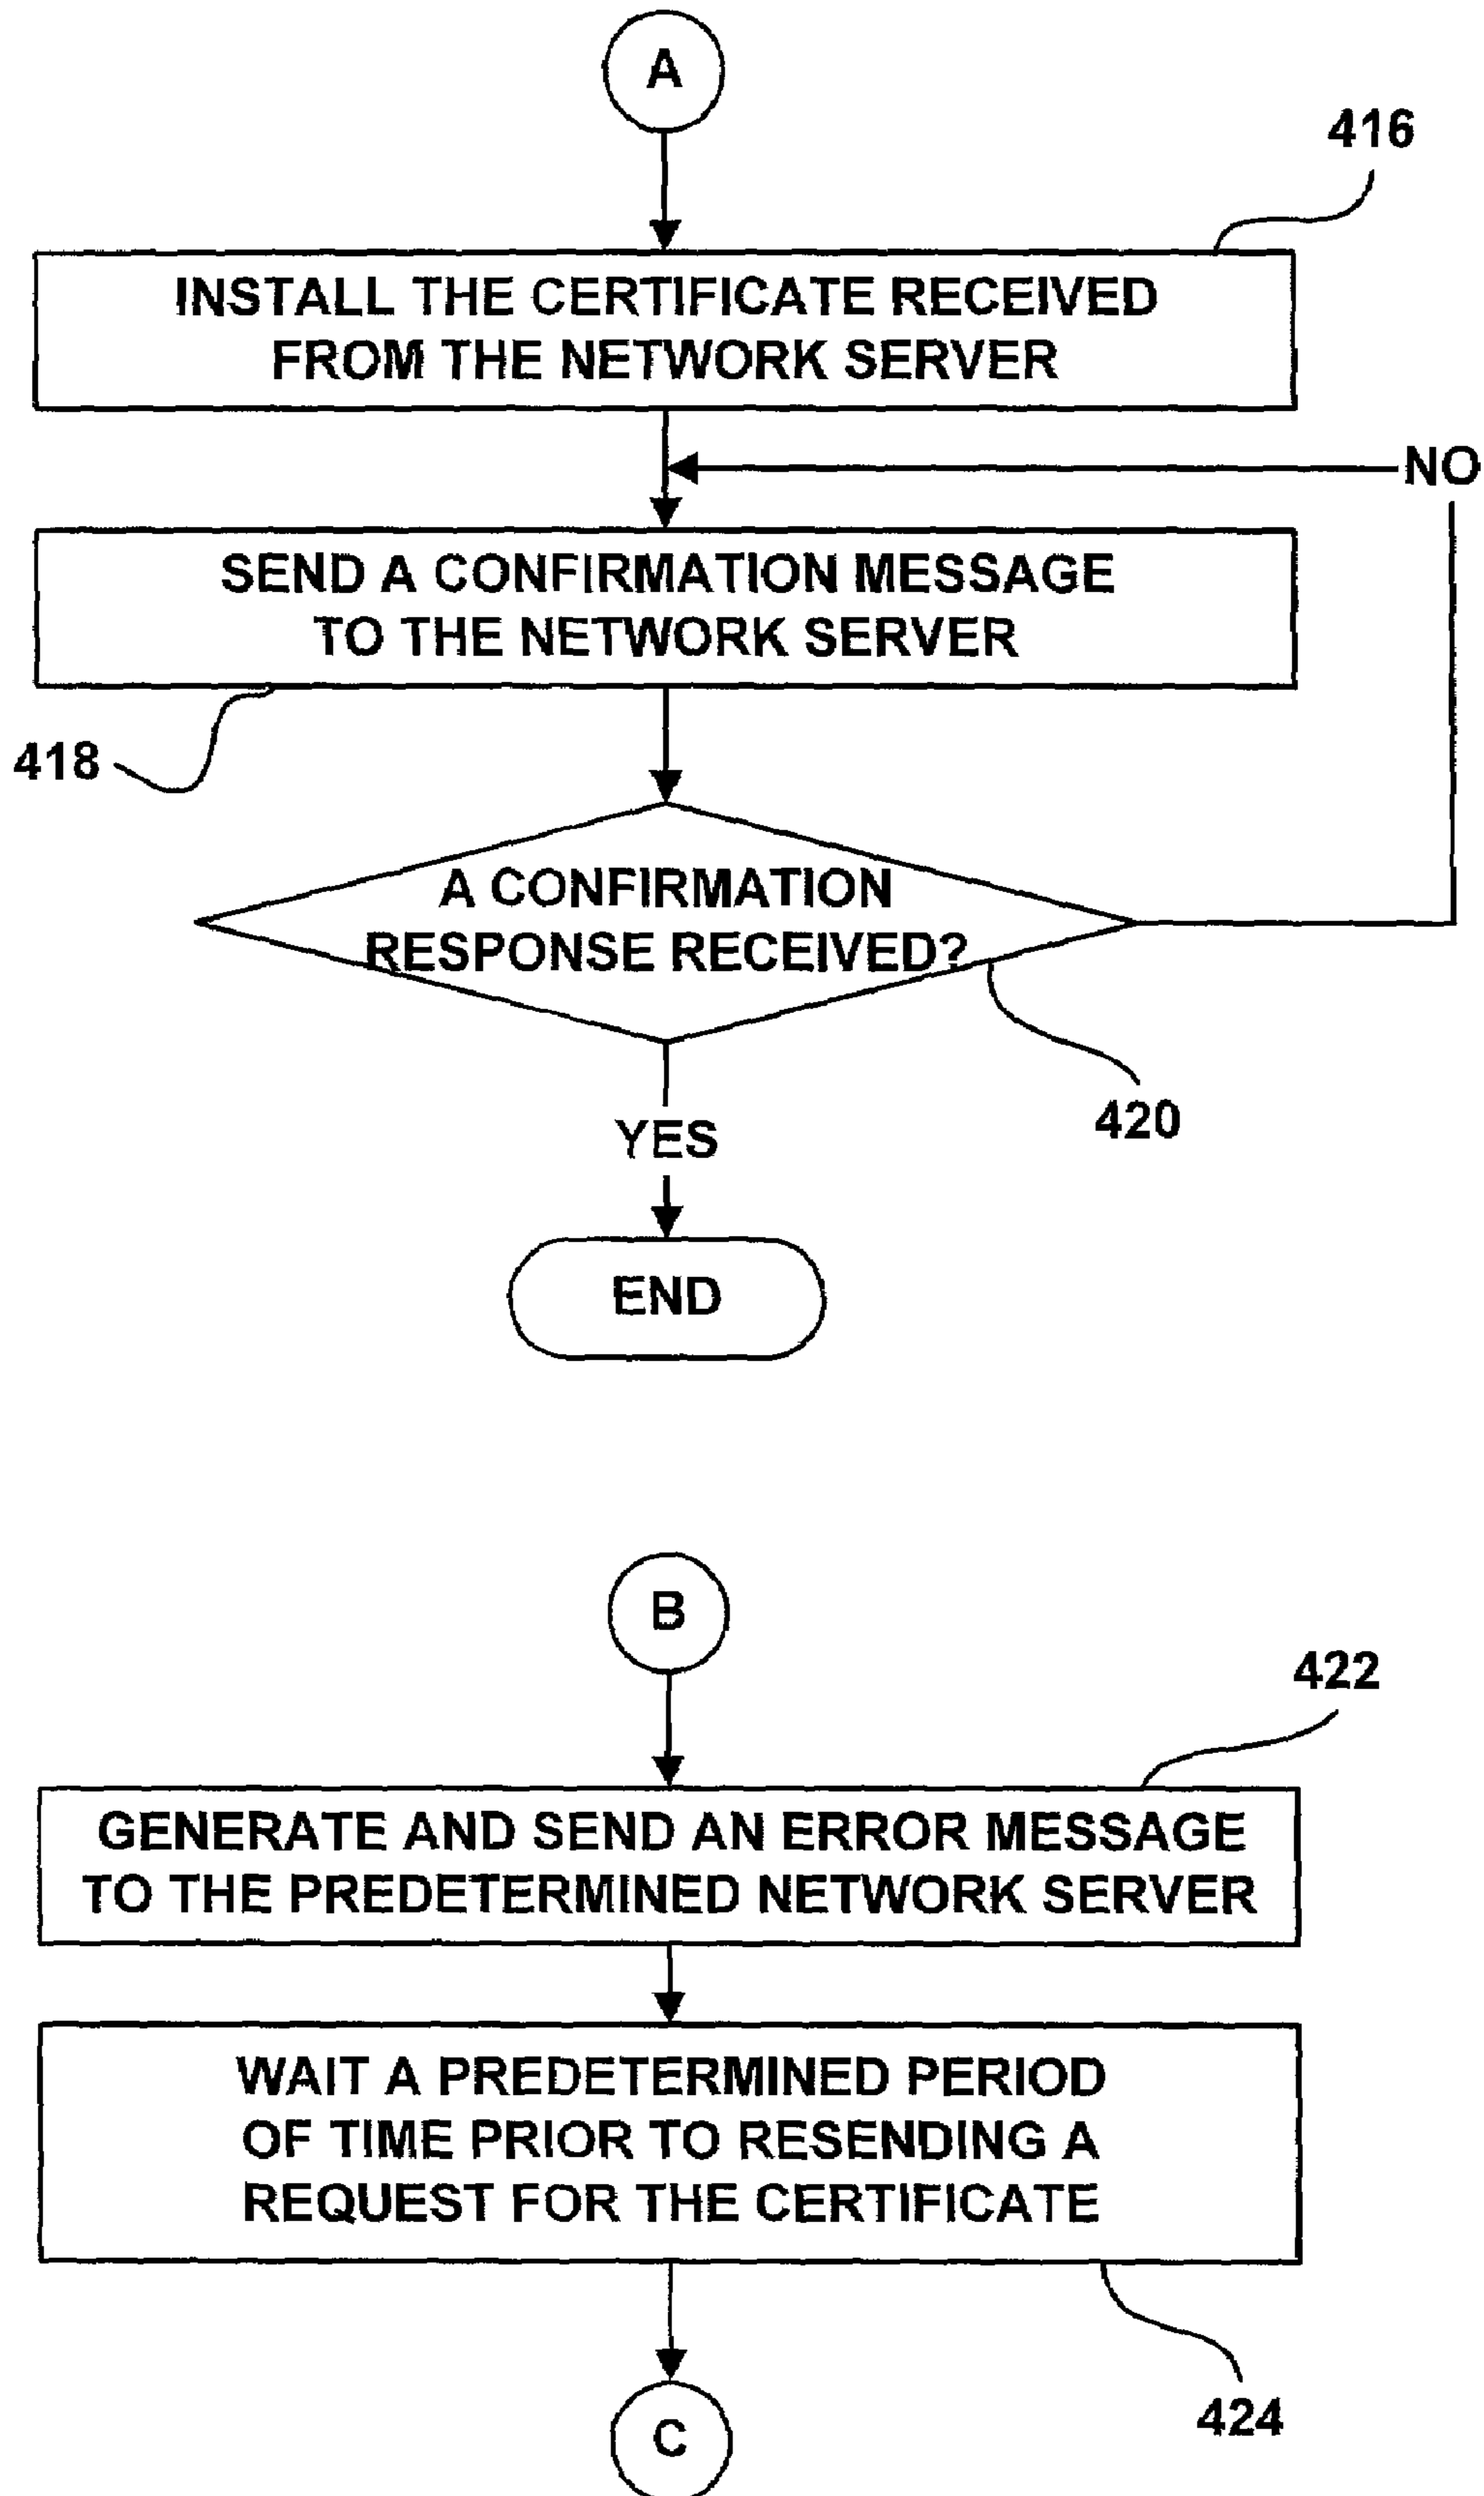 A
416
INSTALL THE CERTIFICATE RECEIVED
FROM THE NETWORK SERVER
NO
SEND A CONFIRMATION MESSAGE
TO THE NETWORK SERVER
418
A CONFIRMATION
RESPONSE RECEIVED?
420
YES
END
B
422
GENERATE AND SEND AN ERROR MESSAGE
TO THE PREDETERMINED NETWORK SERVER
WAIT A PREDETERMINED PERIOD
OF TIME PRIOR TO RESENDING A
REQUEST FOR THE CERTIFICATE
424
C